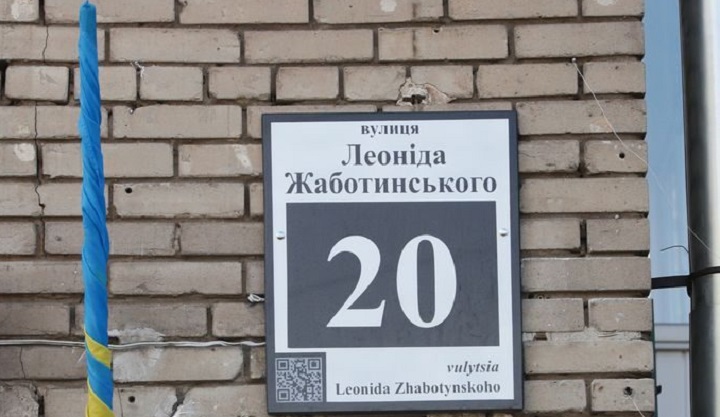 вулиця
Леоніда
Жаботинського
20
vulytsia
Leonida Zhabotynskoho